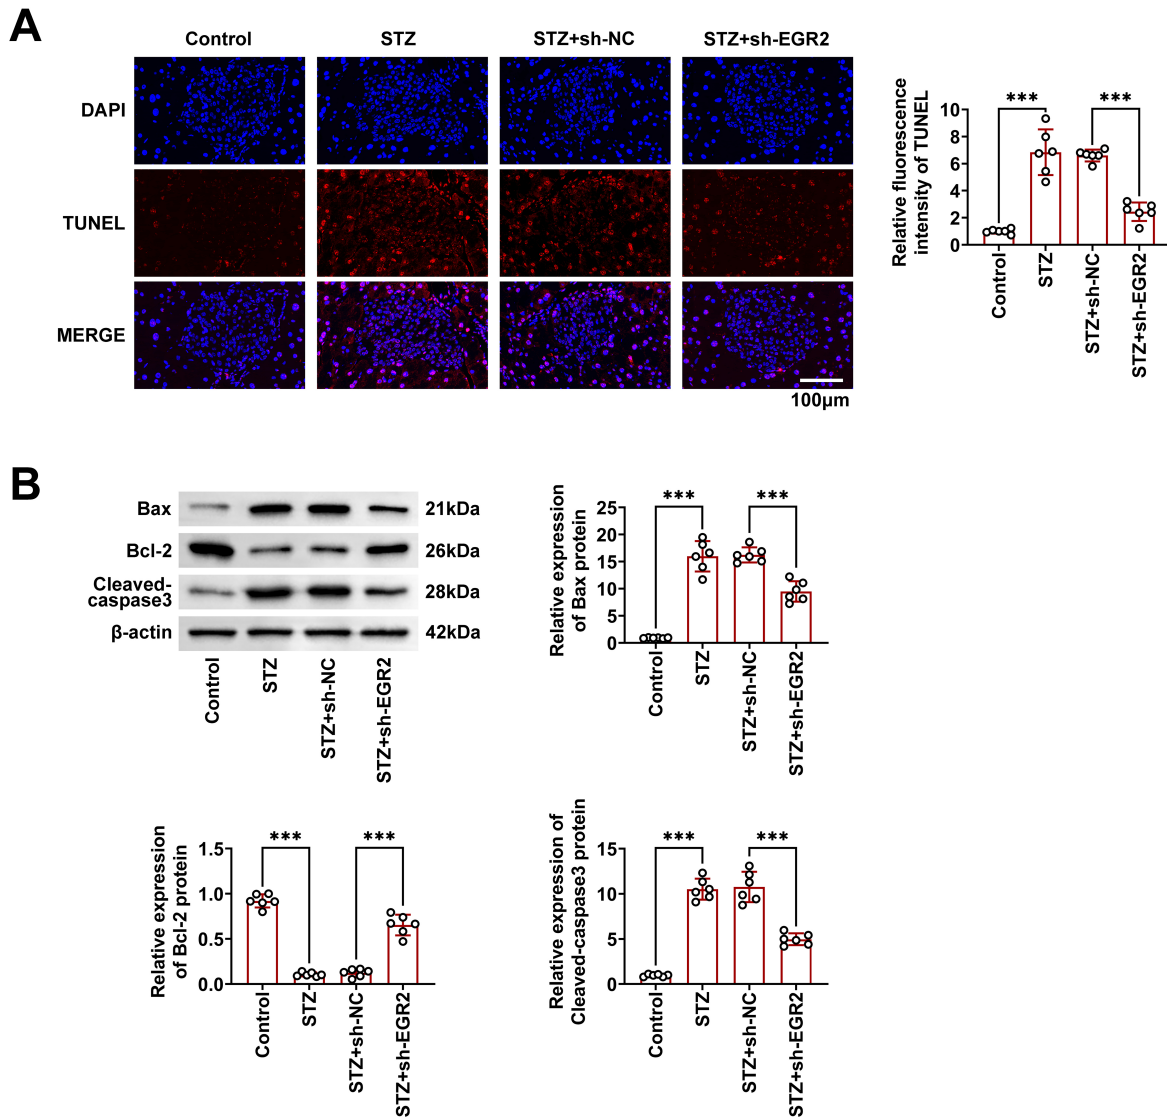 A
Control
STZ
STZ+sh-NC
STZ+sh-EGR2
DAPI
TUNEL
MERGE
100μm
Relative fluorescence
intensity of TUNEL
10
8
6
4
2
0
***
***
Control
STZ
STZ+sh-NC
STZ+sh-EGR2
B
Bax
21kDa
Bcl-2
26kDa
Cleaved-
caspase3
28kDa
β-actin
42kDa
Control
STZ
STZ+sh-NC
STZ+sh-EGR2
Relative expression
of Bax protein
25
20
15
10
5
0
***
***
Control
STZ
STZ+sh-NC
STZ+sh-EGR2
Relative expression
of Bcl-2 protein
1.5
1.0
0.5
0.0
***
***
Control
STZ
STZ+sh-NC
STZ+sh-EGR2
Relative expression of
Cleaved-caspase3 protein
15
10
5
0
***
***
Control
STZ
STZ+sh-NC
STZ+sh-EGR2